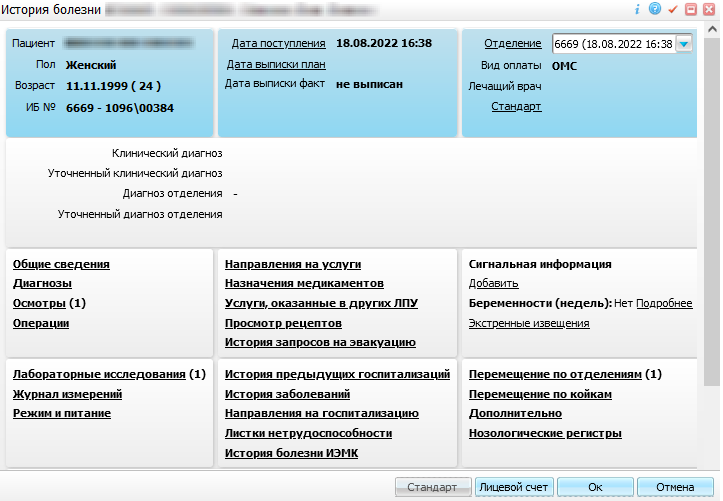 История болезни
Пациент
Пол Женский
Возраст 11.11.1999 ( 24 )
ИБ № 6669 - 1096\00384
Дата поступления 18.08.2022 16:38
Дата выписки план
Дата выписки факт не выписан
Отделение 6669 (18.08.2022 16:38
Вид оплаты ОМС
Лечащий врач
Стандарт
Клинический диагноз
Уточненный клинический диагноз
Диагноз отделения -
Уточненный диагноз отделения
Общие сведения
Диагнозы
Осмотры (1)
Операции
Направления на услуги
Назначения медикаментов
Услуги, оказанные в других ЛПУ
Просмотр рецептов
История запросов на эвакуацию
Сигнальная информация
Добавить
Беременности (недель): Нет Подробнее
Экстренные извещения
Лабораторные исследования (1)
Журнал измерений
Режим и питание
История предыдущих госпитализаций
История заболеваний
Направления на госпитализацию
Листки нетрудоспособности
История болезни ИЭМК
Перемещение по отделениям (1)
Перемещение по койкам
Дополнительно
Нозологические регистры
Стандарт Лицевой счет Ок Отмена